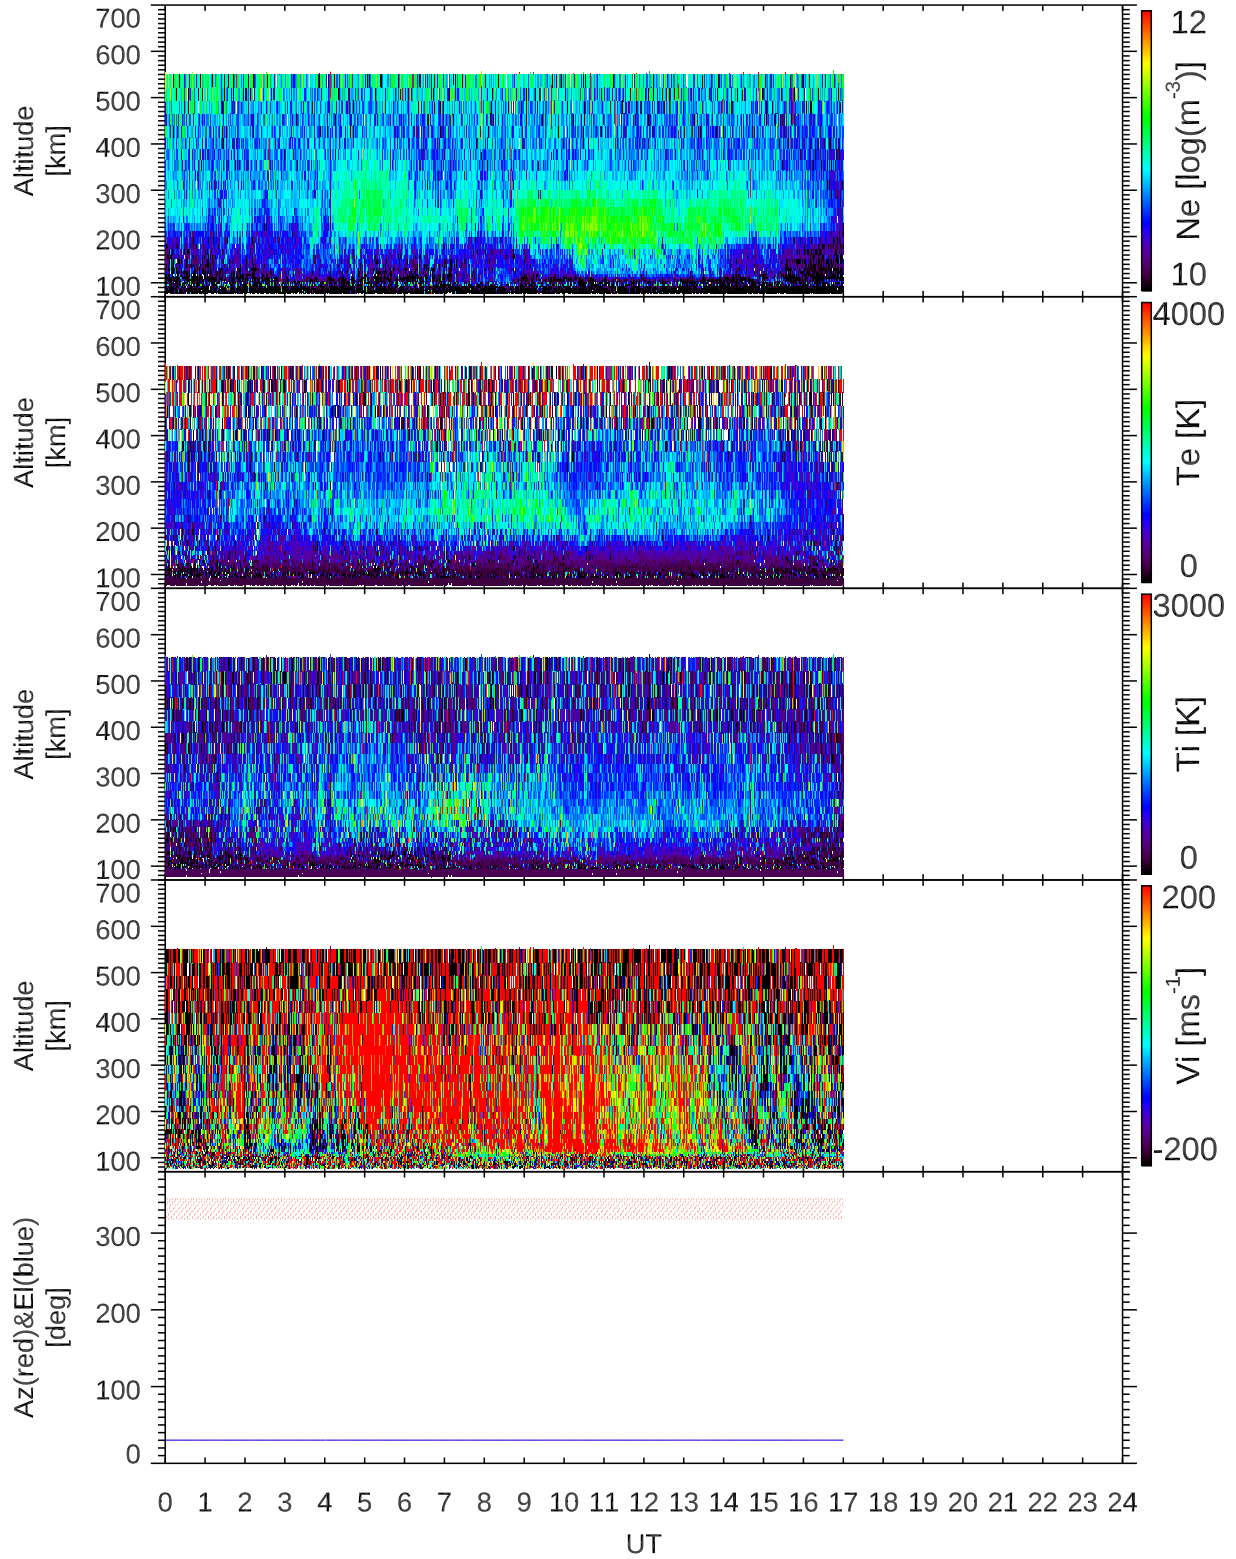 700
600
500
400
300
200
100
Altitude
[km]
12
Ne [log(m⁻³)]
10
700
600
500
400
300
200
100
Altitude
[km]
4000
Te [K]
0
700
600
500
400
300
200
100
Altitude
[km]
3000
Ti [K]
0
700
600
500
400
300
200
100
Altitude
[km]
200
Vi [ms⁻¹]
-200
300
200
100
0
Az(red)&El(blue)
[deg]
0 1 2 3 4 5 6 7 8 9 10 11 12 13 14 15 16 17 18 19 20 21 22 23 24
UT